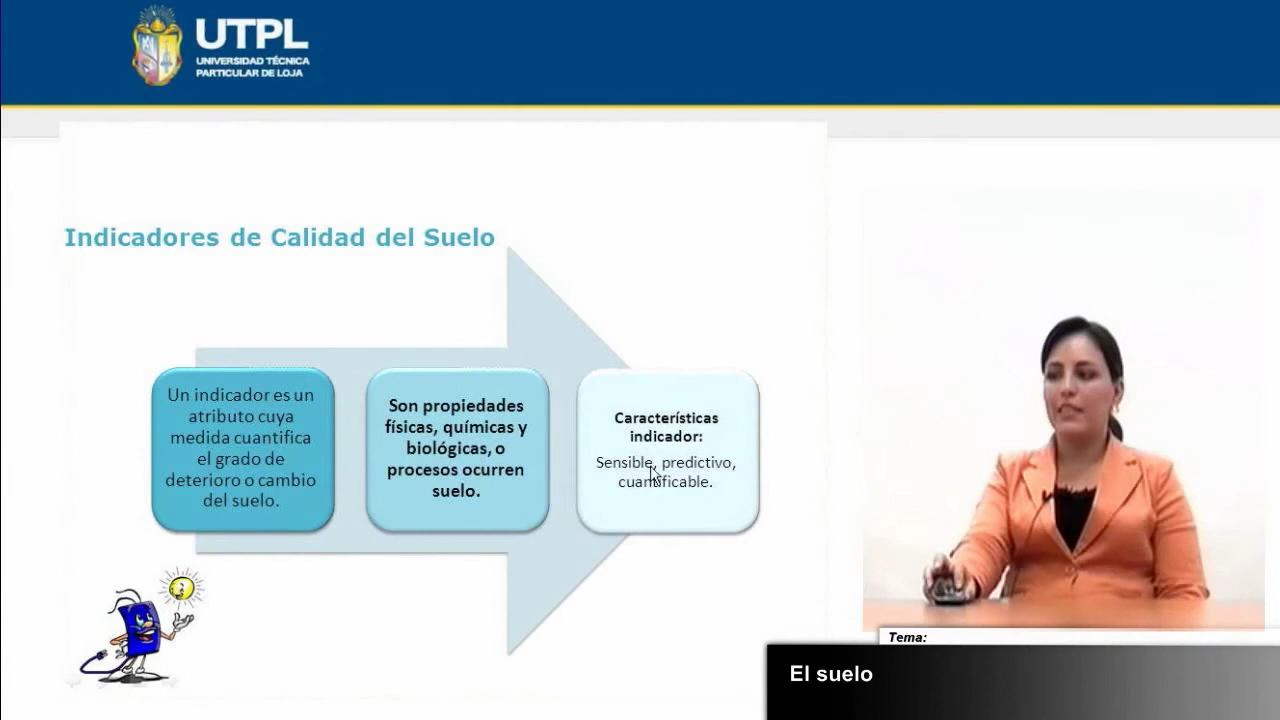 UTPL
UNIVERSIDAD TÉCNICA
PARTICULAR DE LOJA
Indicadores de Calidad del Suelo
Un indicador es un
atributo cuya
medida cuantifica
el grado de
deterioro o cambio
del suelo.
Son propiedades
físicas, químicas y
biológicas, o
procesos ocurren
suelo.
Características
indicador:
Sensible, predictivo,
cuantificable.
Tema:
El suelo